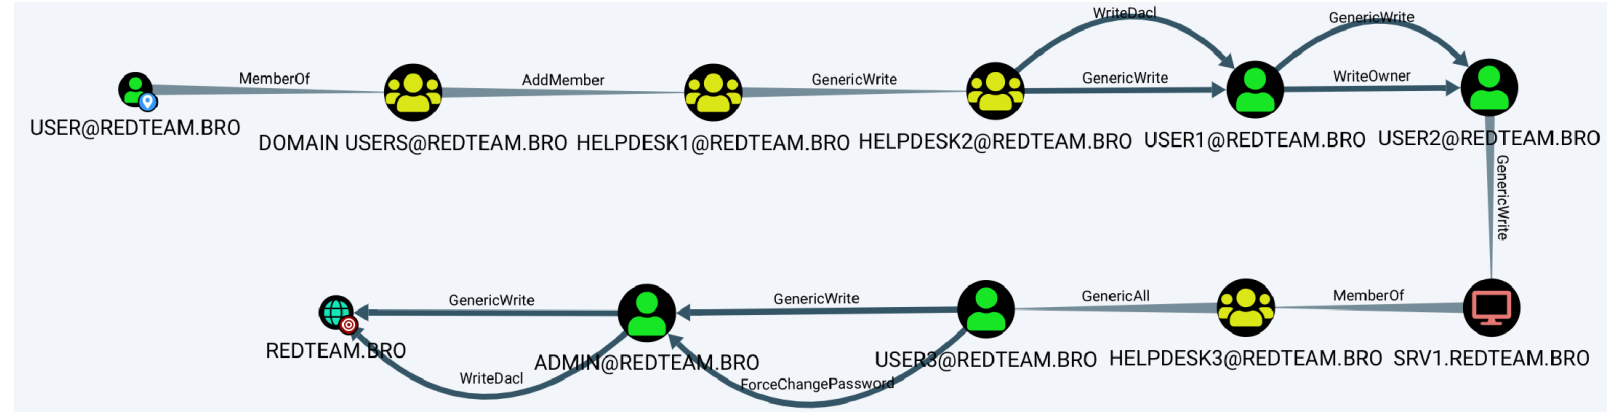 WriteDacl
GenericWrite
MemberOf
AddMember
GenericWrite
GenericWrite
WriteOwner
USER@REDTEAM.BRO
DOMAIN USERS@REDTEAM.BRO
HELPDESK1@REDTEAM.BRO
HELPDESK2@REDTEAM.BRO
USER1@REDTEAM.BRO
USER2@REDTEAM.BRO
GenericWrite
GenericWrite
GenericWrite
GenericAll
MemberOf
REDTEAM.BRO
ADMIN@REDTEAM.BRO
USER3@REDTEAM.BRO
HELPDESK3@REDTEAM.BRO
SRV1.REDTEAM.BRO
WriteDacl
ForceChangePassword